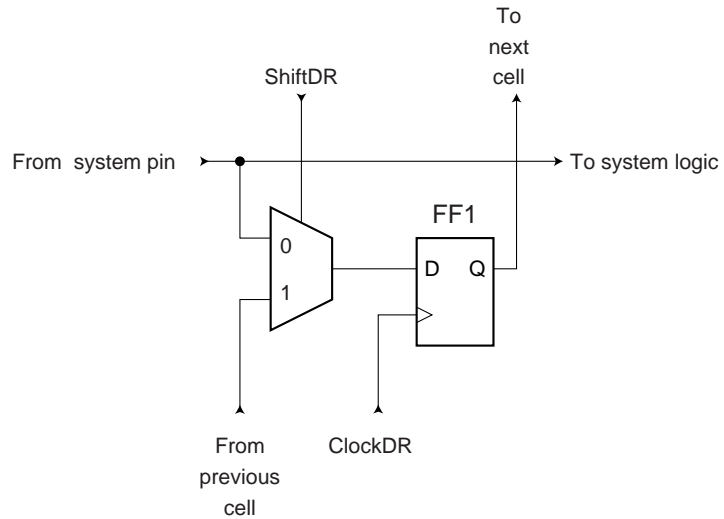 To
next
cell
ShiftDR
From system pin
To system logic
FF1
0
D Q
1
From
previous
cell
ClockDR